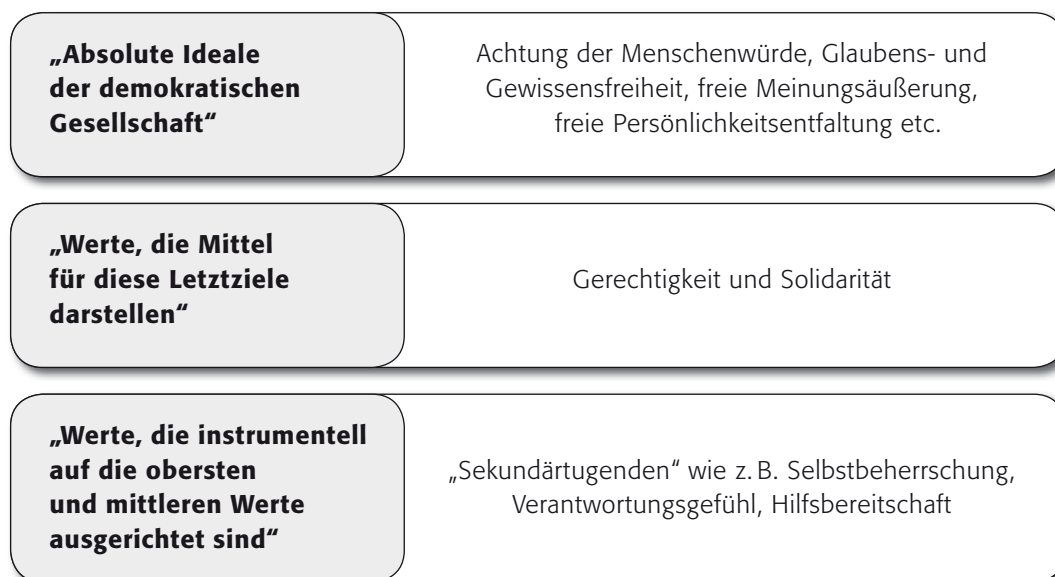 „Absolute Ideale
der demokratischen
Gesellschaft“
Achtung der Menschenwürde, Glaubens- und
Gewissensfreiheit, freie Meinungsäußerung,
freie Persönlichkeitsentfaltung etc.
„Werte, die Mittel
für diese Letztziele
darstellen“
Gerechtigkeit und Solidarität
„Werte, die instrumentell
auf die obersten
und mittleren Werte
ausgerichtet sind“
„Sekundärtugenden“ wie z. B. Selbstbeherrschung,
Verantwortungsgefühl, Hilfsbereitschaft